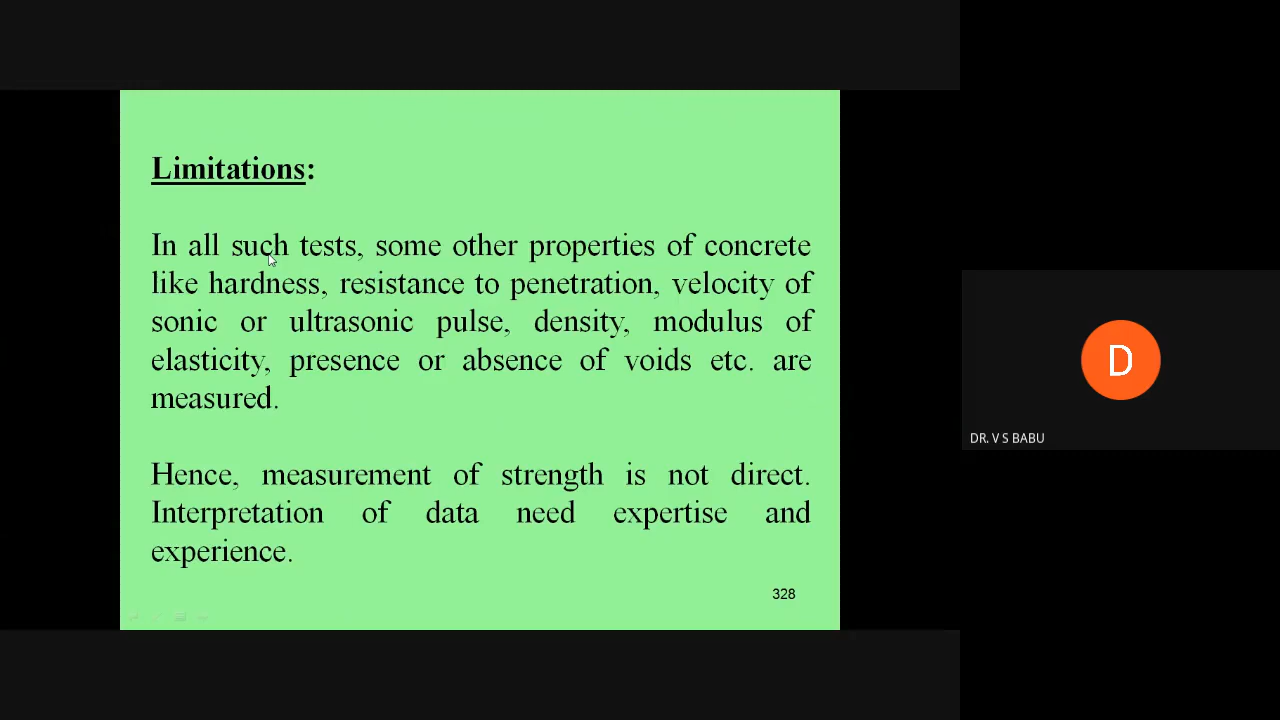 Limitations:
In all such tests, some other properties of concrete
like hardness, resistance to penetration, velocity of
sonic or ultrasonic pulse, density, modulus of
elasticity, presence or absence of voids etc. are
measured.
Hence, measurement of strength is not direct.
Interpretation of data need expertise and
experience.
328
D
DR. V S BABU